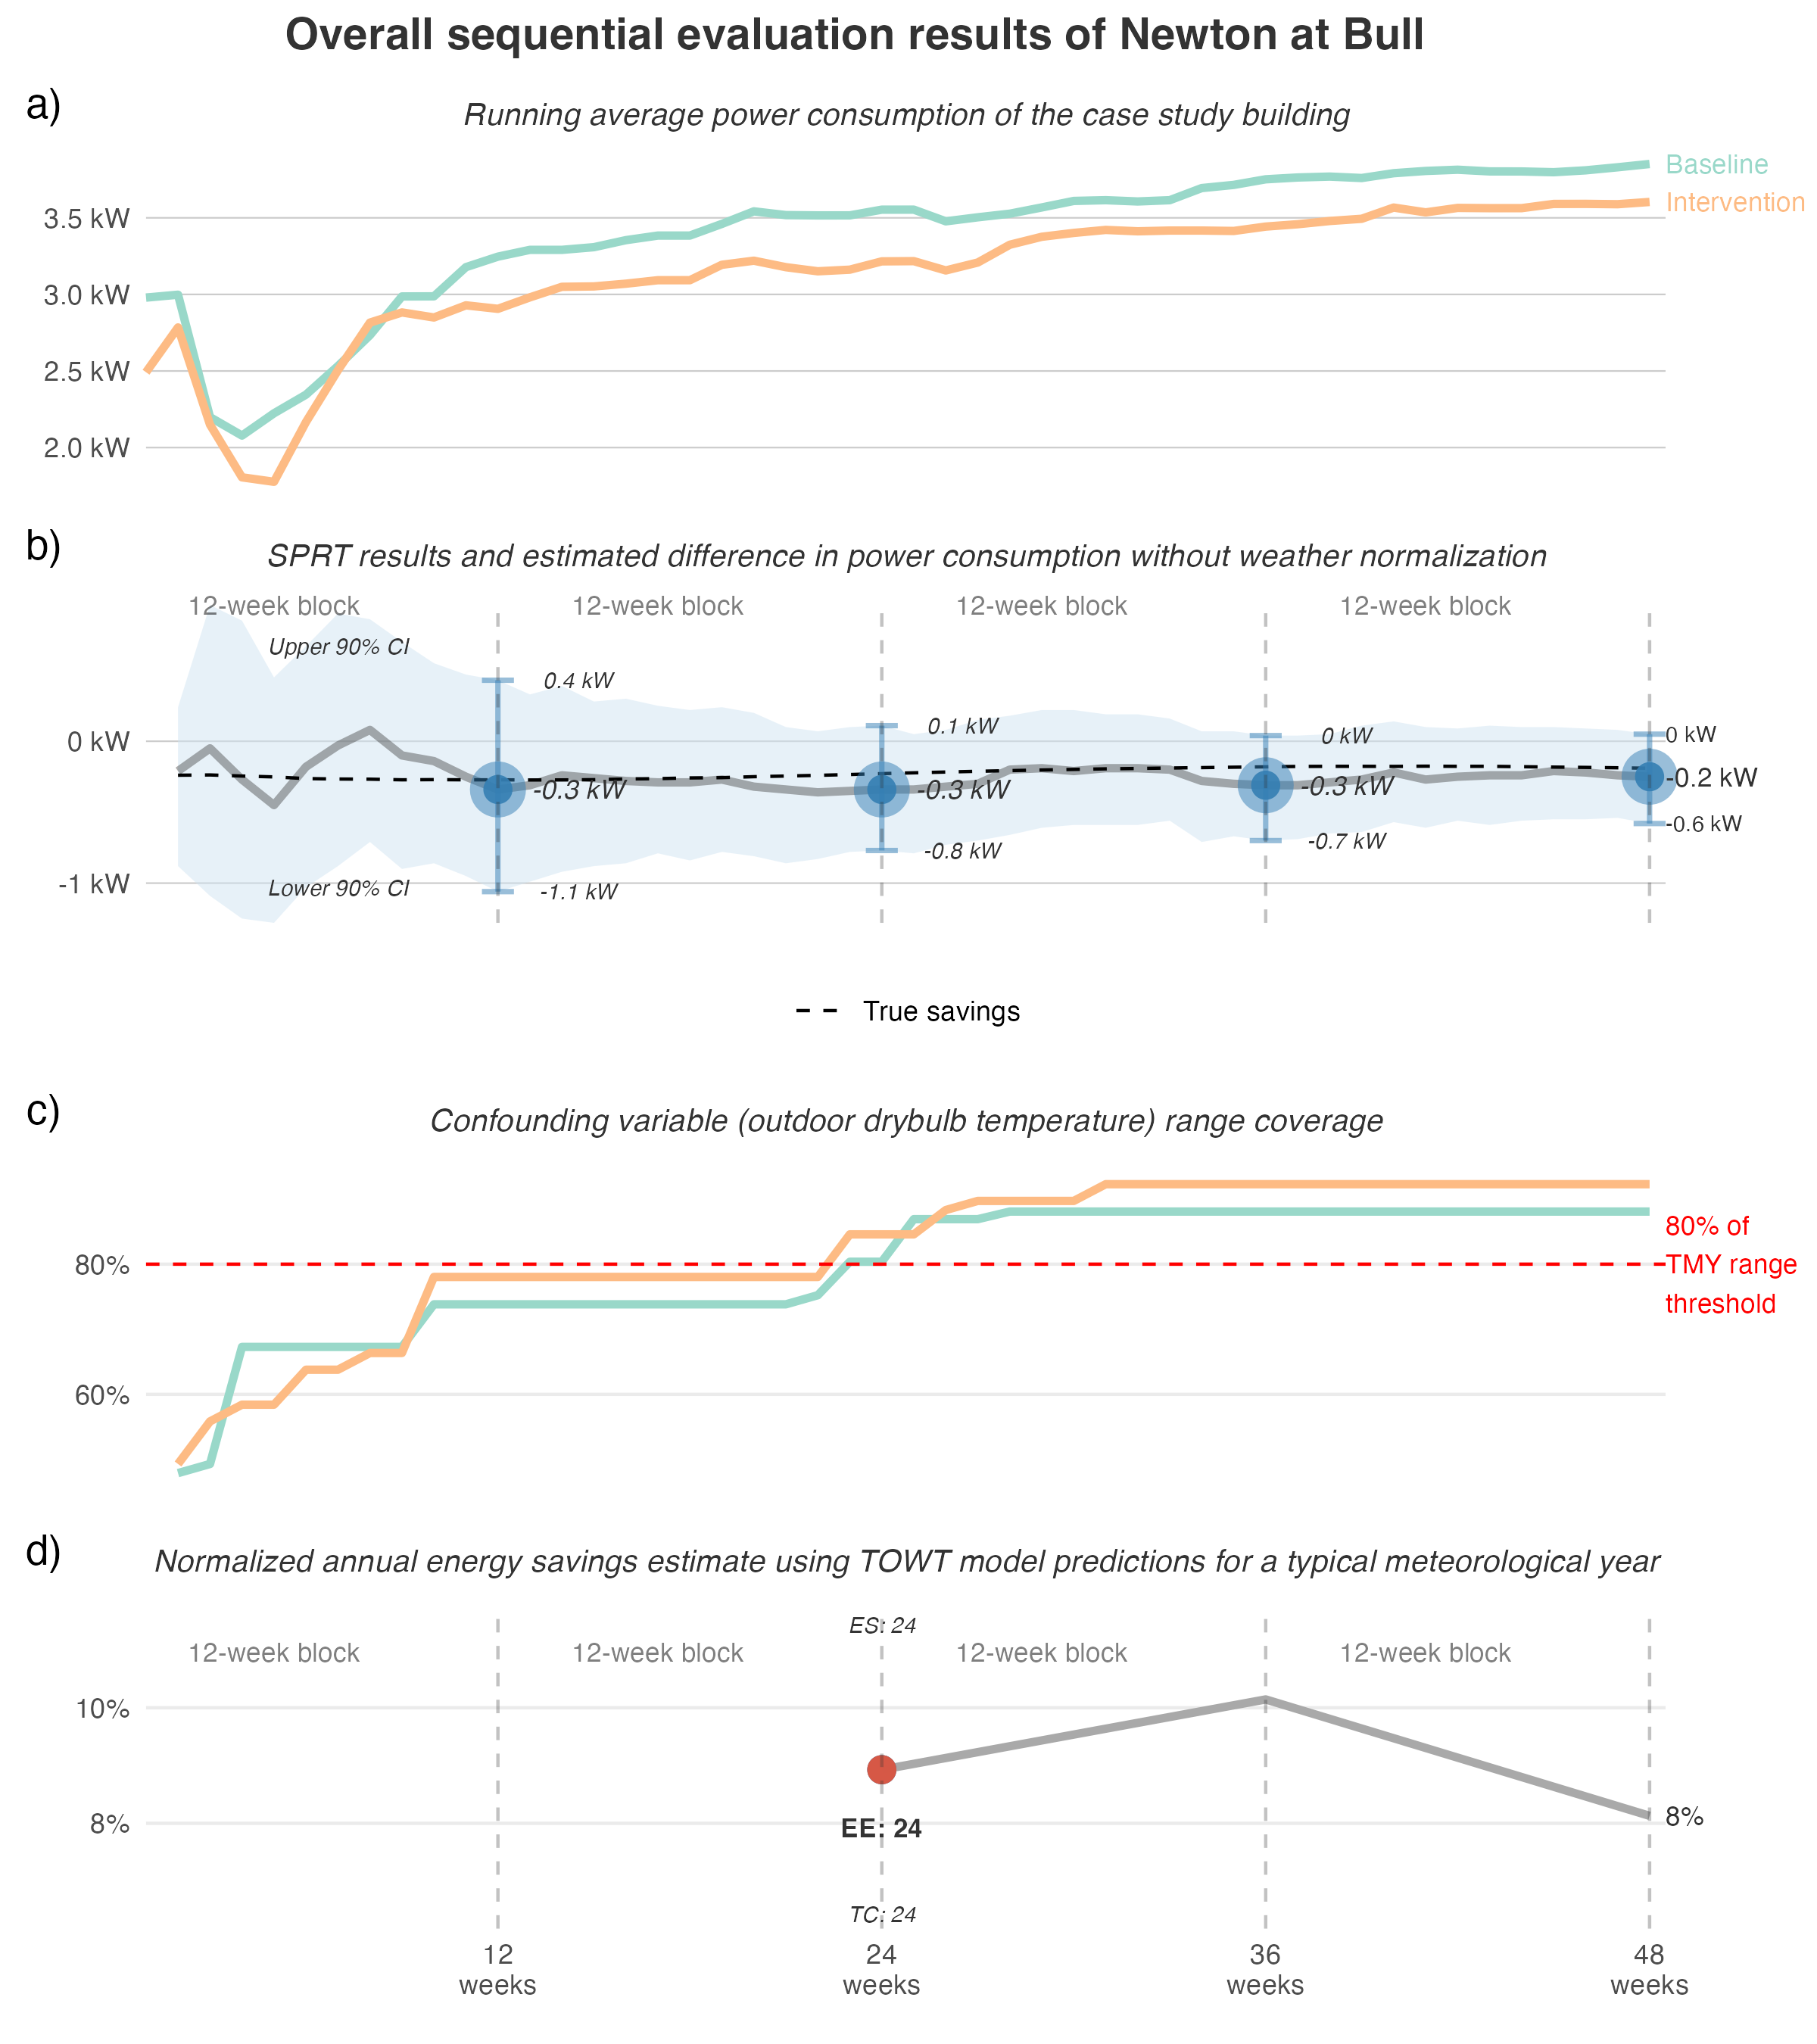 Overall sequential evaluation results of Newton at Bull
a)
Running average power consumption of the case study building
Baseline
Intervention
3.5 kW
3.0 kW
2.5 kW
2.0 kW
b)
SPRT results and estimated difference in power consumption without weather normalization
12-week block 12-week block 12-week block 12-week block
Upper 90% CI
0.4 kW
0.1 kW
0 kW
0 kW
0 kW
-0.3 kW
-0.3 kW
-0.3 kW
-0.2 kW
-0.6 kW
-0.7 kW
-0.8 kW
-1 kW
Lower 90% CI
-1.1 kW
True savings
c)
Confounding variable (outdoor drybulb temperature) range coverage
80% of
TMY range
threshold
80%
60%
d)
Normalized annual energy savings estimate using TOWT model predictions for a typical meteorological year
ES: 24
12-week block 12-week block 12-week block 12-week block
10%
8%
8%
EE: 24
TC: 24
12 24 36 48
weeks weeks weeks weeks